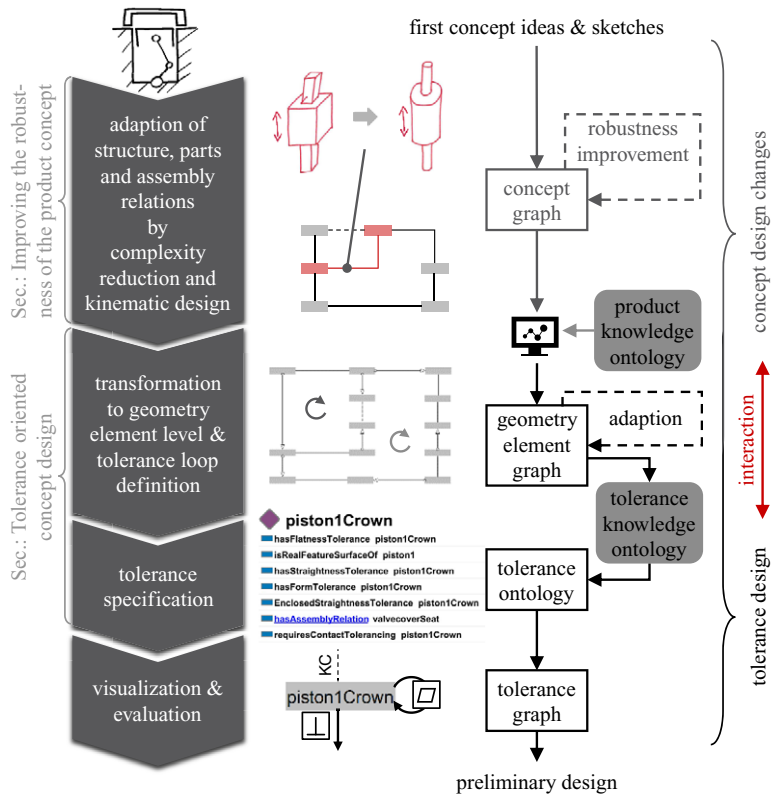 first concept ideas & sketches
Sec.: Improving the robust-
ness of the product concept
adaption of
structure, parts
and assembly
relations
by
complexity
reduction and
kinematic design
robustness
improvement
concept
graph
product
knowledge
ontology
concept design changes
interaction
tolerance design
Sec.: Tolerance oriented
concept design
transformation
to geometry
element level &
tolerance loop
definition
geometry
element
graph
adaption
tolerance
knowledge
ontology
tolerance
specification
piston1Crown
hasFlatnessTolerance piston1Crown
isRealFeatureSurfaceOf piston1
hasStraightnessTolerance piston1Crown
hasFormTolerance piston1Crown
EnclosedStraightnessTolerance piston1Crown
hasAssemblyRelation valvecoverSeat
requiresContactTolerancing piston1Crown
tolerance
ontology
visualization &
evaluation
KC
piston1Crown
tolerance
graph
preliminary design